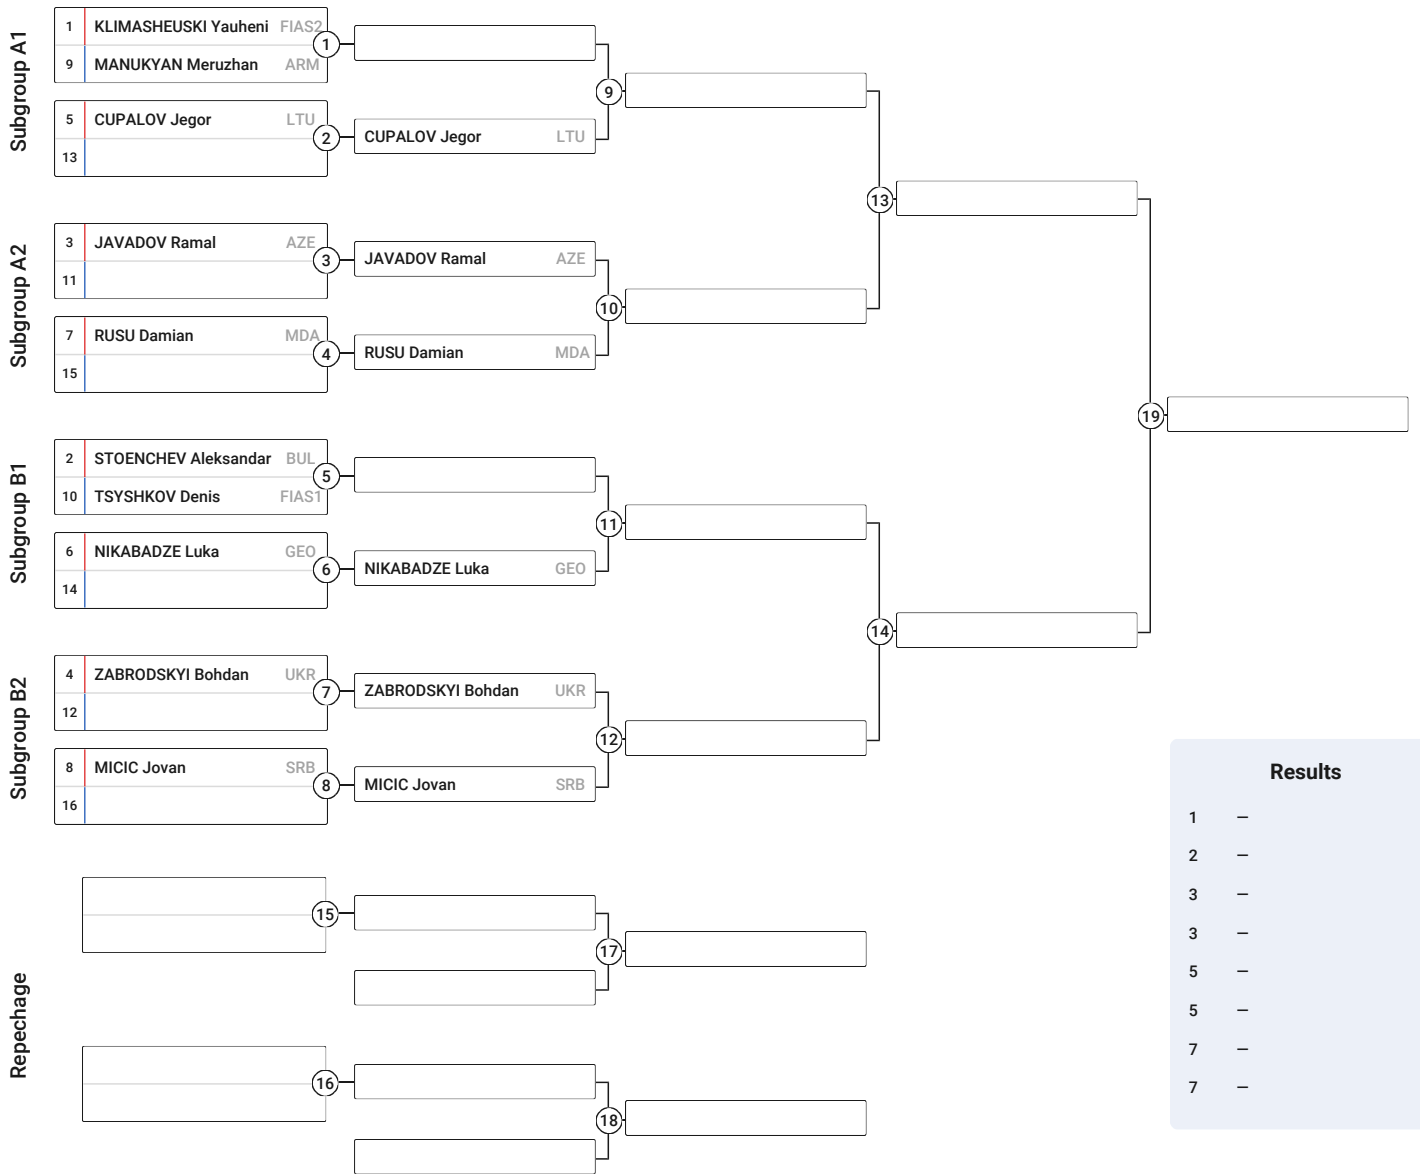 Subgroup A1
1 KLIMASHEUSKI Yauheni FIAS2
9 MANUKYAN Meruzhan ARM
1
5 CUPALOV Jegor LTU
13
2
CUPALOV Jegor LTU
9
Subgroup A2
3 JAVADOV Ramal AZE
11
3
JAVADOV Ramal AZE
7 RUSU Damian MDA
15
4
RUSU Damian MDA
10
13
Subgroup B1
2 STOENCHEV Aleksandar BUL
10 TSYSHKOV Denis FIAS1
5
6 NIKABADZE Luka GEO
14
6
NIKABADZE Luka GEO
11
Subgroup B2
4 ZABRODSKYI Bohdan UKR
12
7
ZABRODSKYI Bohdan UKR
8 MICIC Jovan SRB
16
8
MICIC Jovan SRB
12
14
19
Repechage
15
17
16
18
Results
1 –
2 –
3 –
3 –
5 –
5 –
7 –
7 –